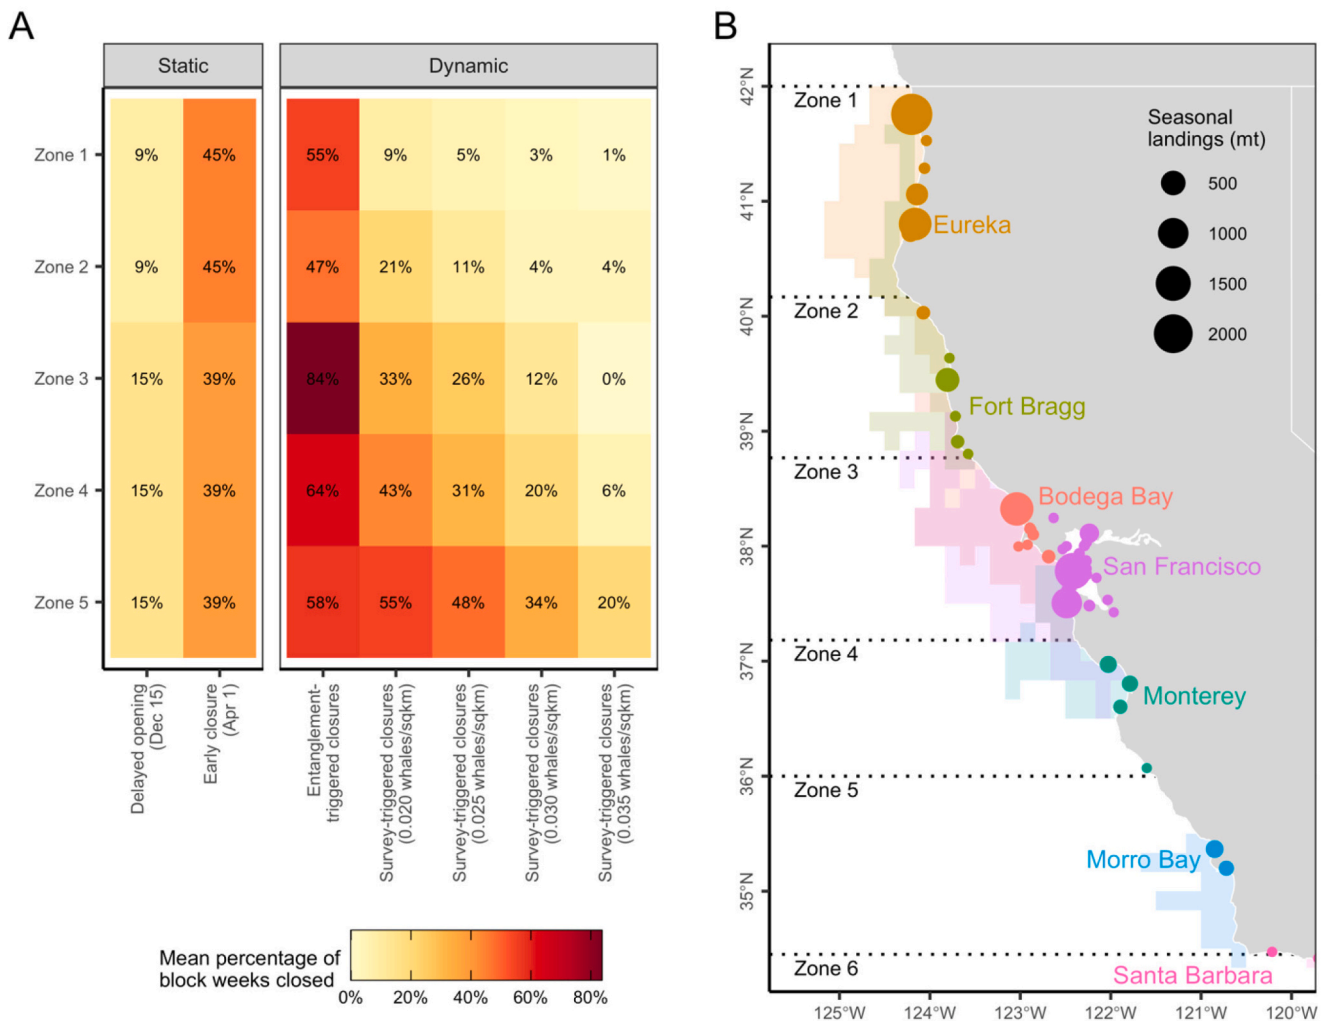 A
Static
Dynamic
Zone 1
9%
45%
55%
9%
5%
3%
1%
Zone 2
9%
45%
47%
21%
11%
4%
4%
Zone 3
15%
39%
84%
33%
26%
12%
0%
Zone 4
15%
39%
64%
43%
31%
20%
6%
Zone 5
15%
39%
58%
55%
48%
34%
20%
Delayed opening
(Dec 15)
Early closure
(Apr 1)
Entanglement-
triggered closures
Survey-triggered closures
(0.020 whales/sqkm)
Survey-triggered closures
(0.025 whales/sqkm)
Survey-triggered closures
(0.030 whales/sqkm)
Survey-triggered closures
(0.035 whales/sqkm)
Mean percentage of
block weeks closed
0%
20%
40%
60%
80%
B
42°N
41°N
40°N
39°N
38°N
37°N
36°N
35°N
Zone 1
Zone 2
Zone 3
Zone 4
Zone 5
Zone 6
Eureka
Fort Bragg
Bodega Bay
San Francisco
Monterey
Morro Bay
Santa Barbara
Seasonal
landings (mt)
500
1000
1500
2000
125°W
124°W
123°W
122°W
121°W
120°W